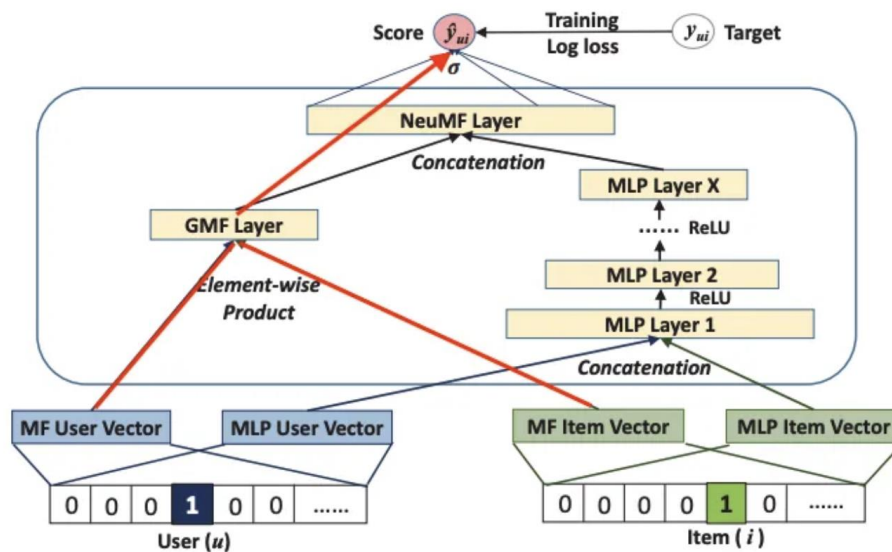 Score ŷui Training yui Target
Log loss
σ
NeuMF Layer
Concatenation
MLP Layer X
GMF Layer
...... ReLU
Element-wise
Product
MLP Layer 2
ReLU
MLP Layer 1
Concatenation
MF User Vector MLP User Vector MF Item Vector MLP Item Vector
0 0 0 1 0 0 ...... 0 0 0 0 1 0 ......
User (u) Item ( i )